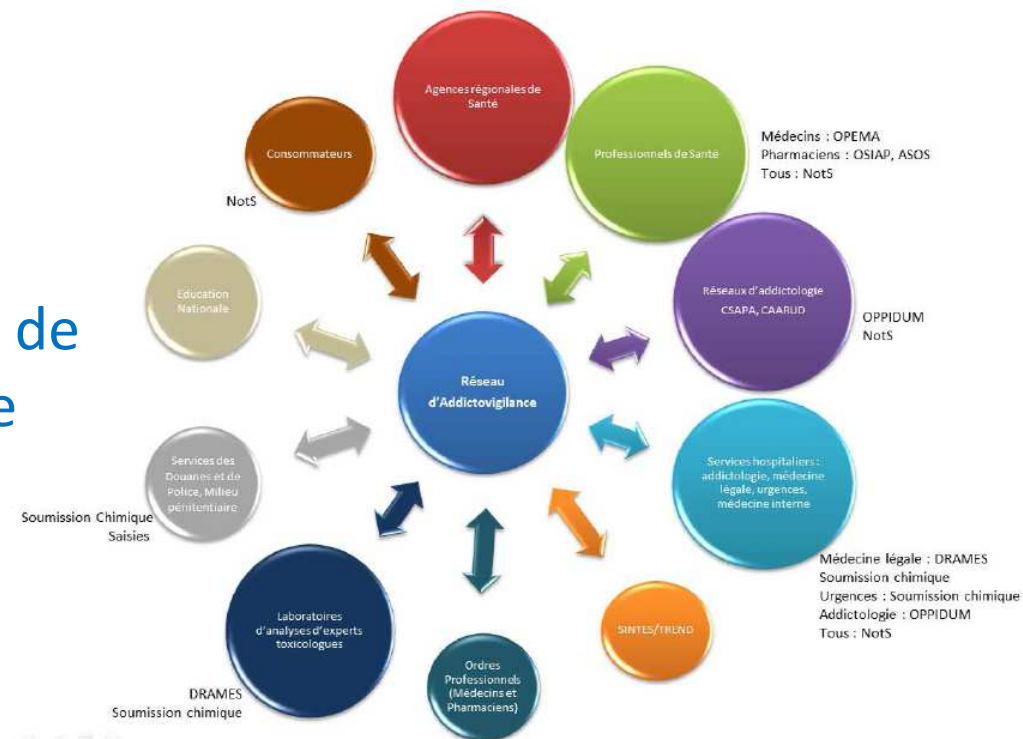 Agences régionales de
Santé
Consommateurs
NotS
Professionnels de Santé
Médecins : OPEMA
Pharmaciens : OSIAP, ASOS
Tous : NotS
Education
Nationale
Réseaux d'addictologie
CSAPA, CAARUD
OPPIDUM
NotS
de
e
Réseau
d'Addictovigilance
Services des
Douanes et de
Police, Milieu
pénitentiaire
Soumission Chimique
Saisies
Services hospitaliers :
addictologie, médecine
légale, urgences,
médecine interne
Médecine légale : DRAMES
Soumission chimique
Urgences : Soumission chimique
Addictologie : OPPIDUM
Tous : NotS
Laboratoires
d'analyses d'experts
toxicologues
DRAMES
Soumission chimique
Ordres
Professionnels
(Médecins et
Pharmaciens)
SINTES/TREND